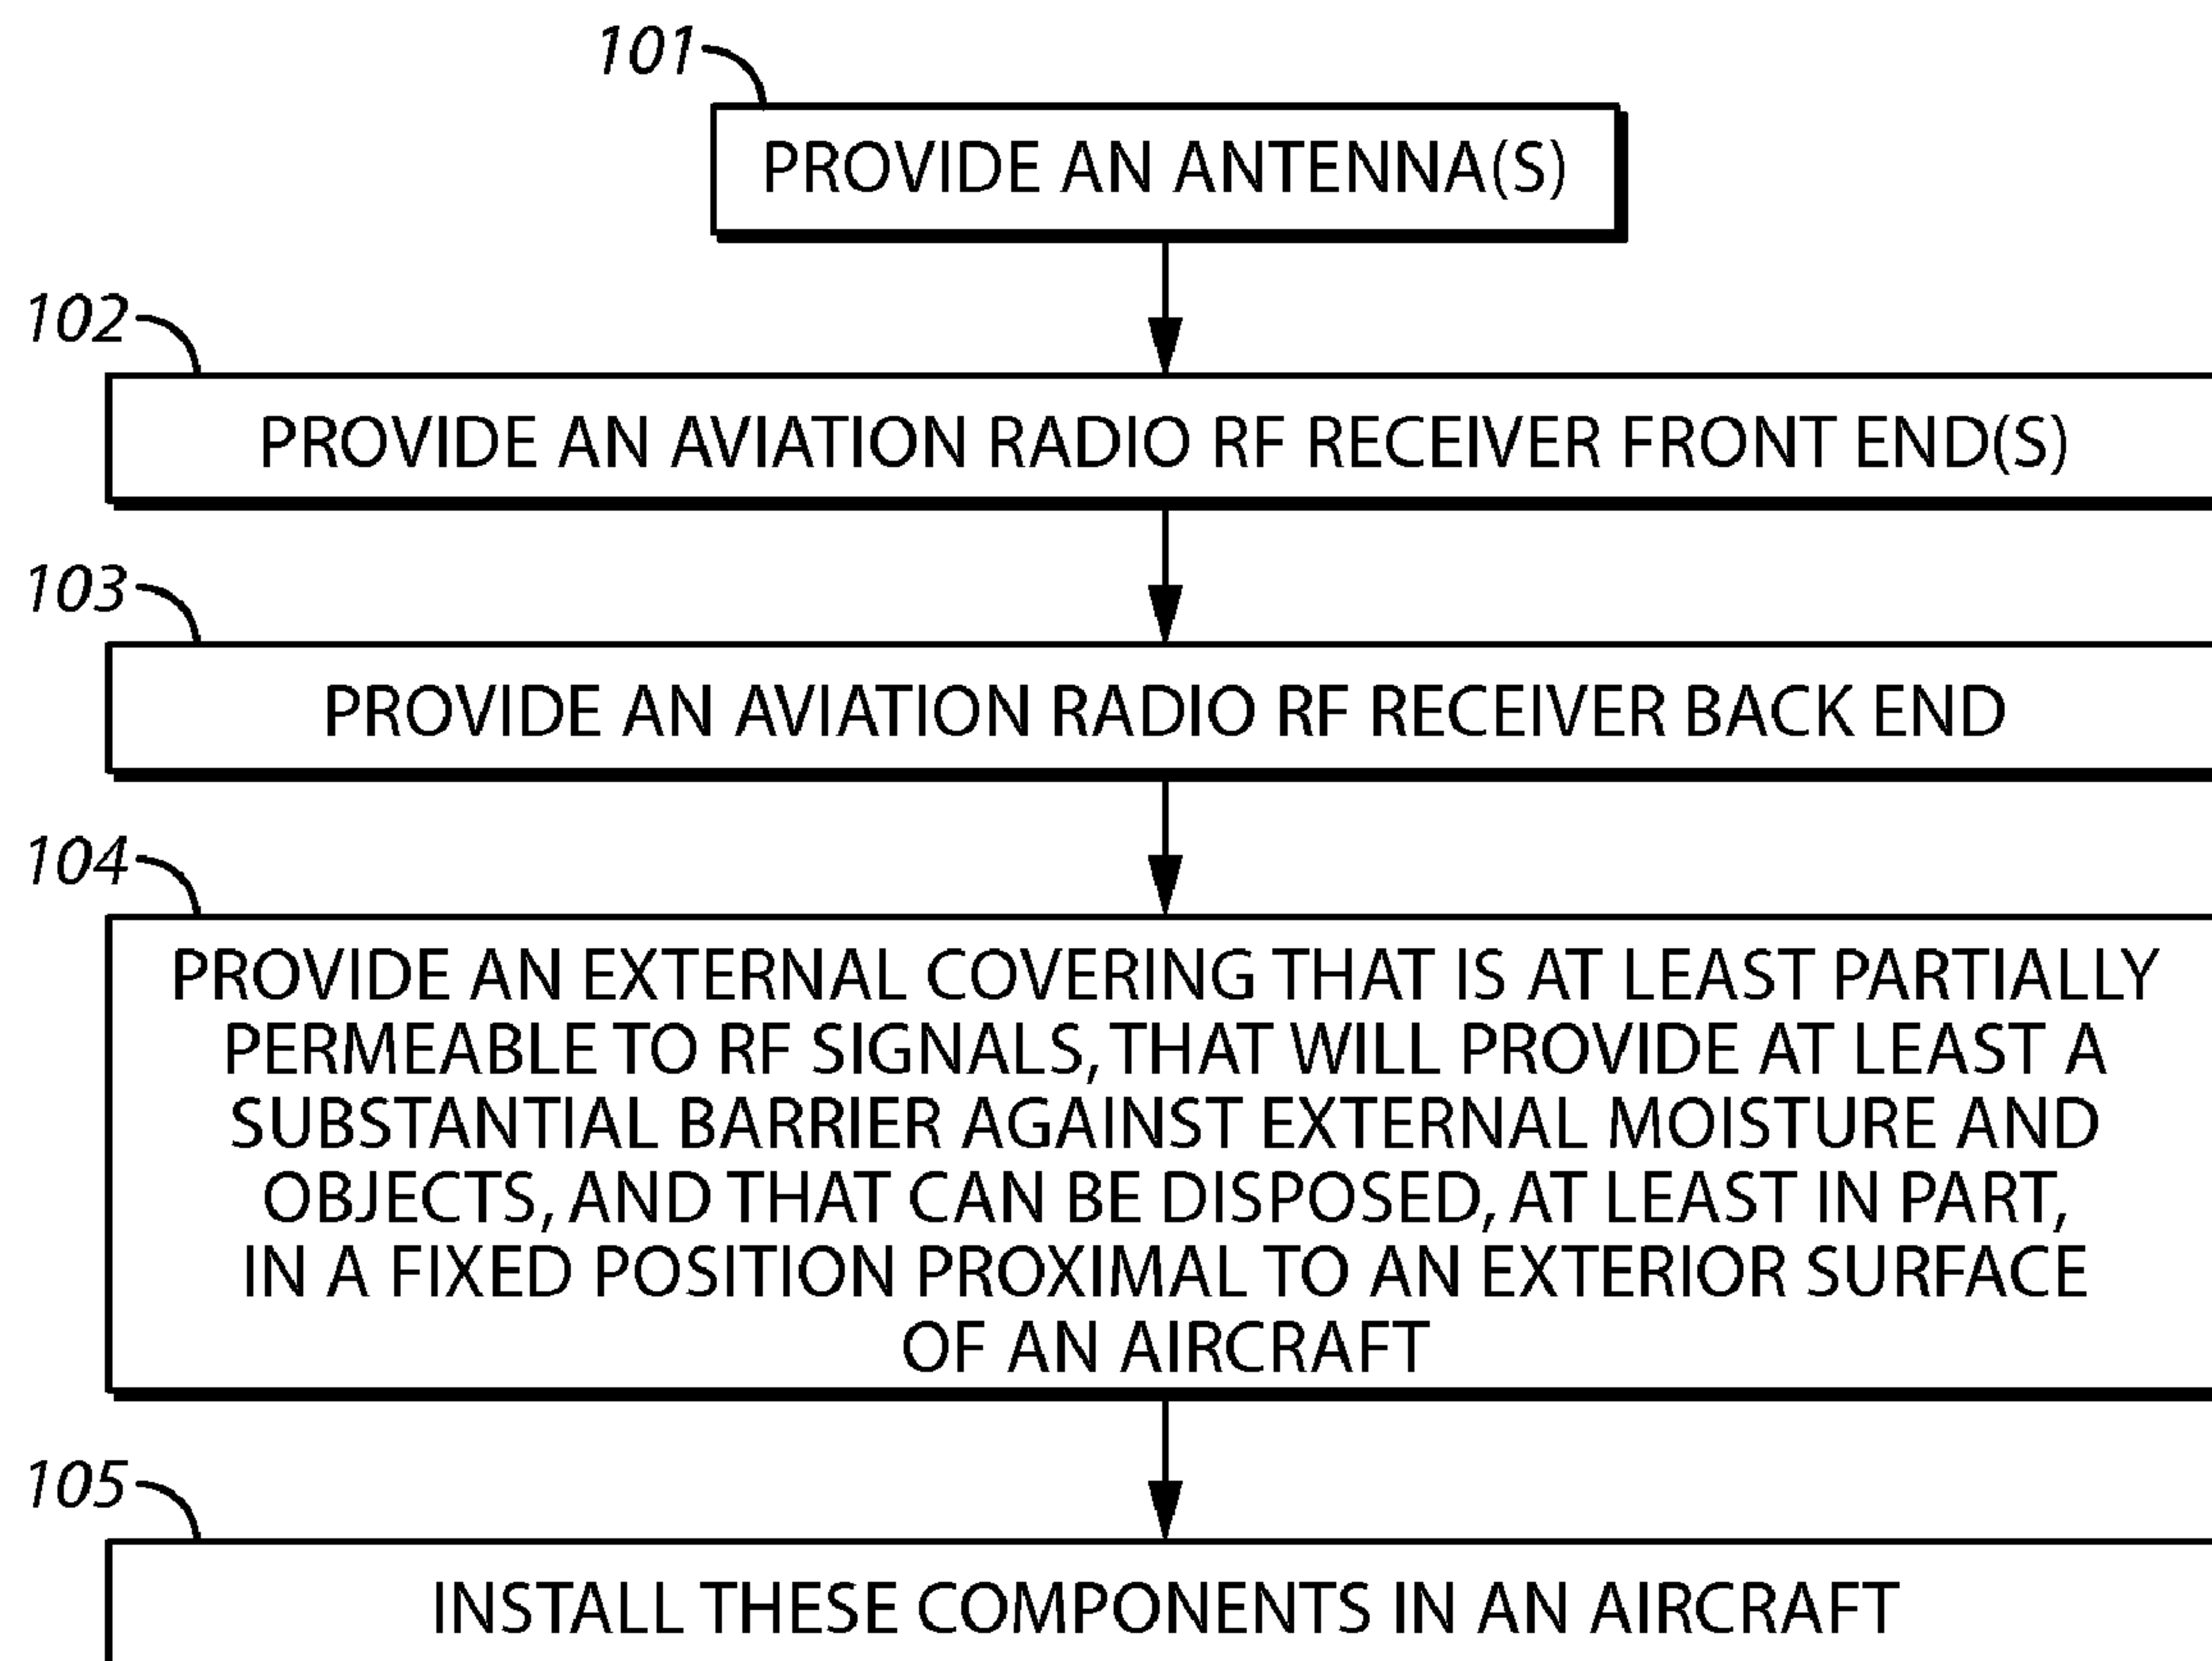 101
PROVIDE AN ANTENNA(S)
102
PROVIDE AN AVIATION RADIO RF RECEIVER FRONT END(S)
103
PROVIDE AN AVIATION RADIO RF RECEIVER BACK END
104
PROVIDE AN EXTERNAL COVERING THAT IS AT LEAST PARTIALLY
PERMEABLE TO RF SIGNALS, THAT WILL PROVIDE AT LEAST A
SUBSTANTIAL BARRIER AGAINST EXTERNAL MOISTURE AND
OBJECTS, AND THAT CAN BE DISPOSED, AT LEAST IN PART,
IN A FIXED POSITION PROXIMAL TO AN EXTERIOR SURFACE
OF AN AIRCRAFT
105
INSTALL THESE COMPONENTS IN AN AIRCRAFT